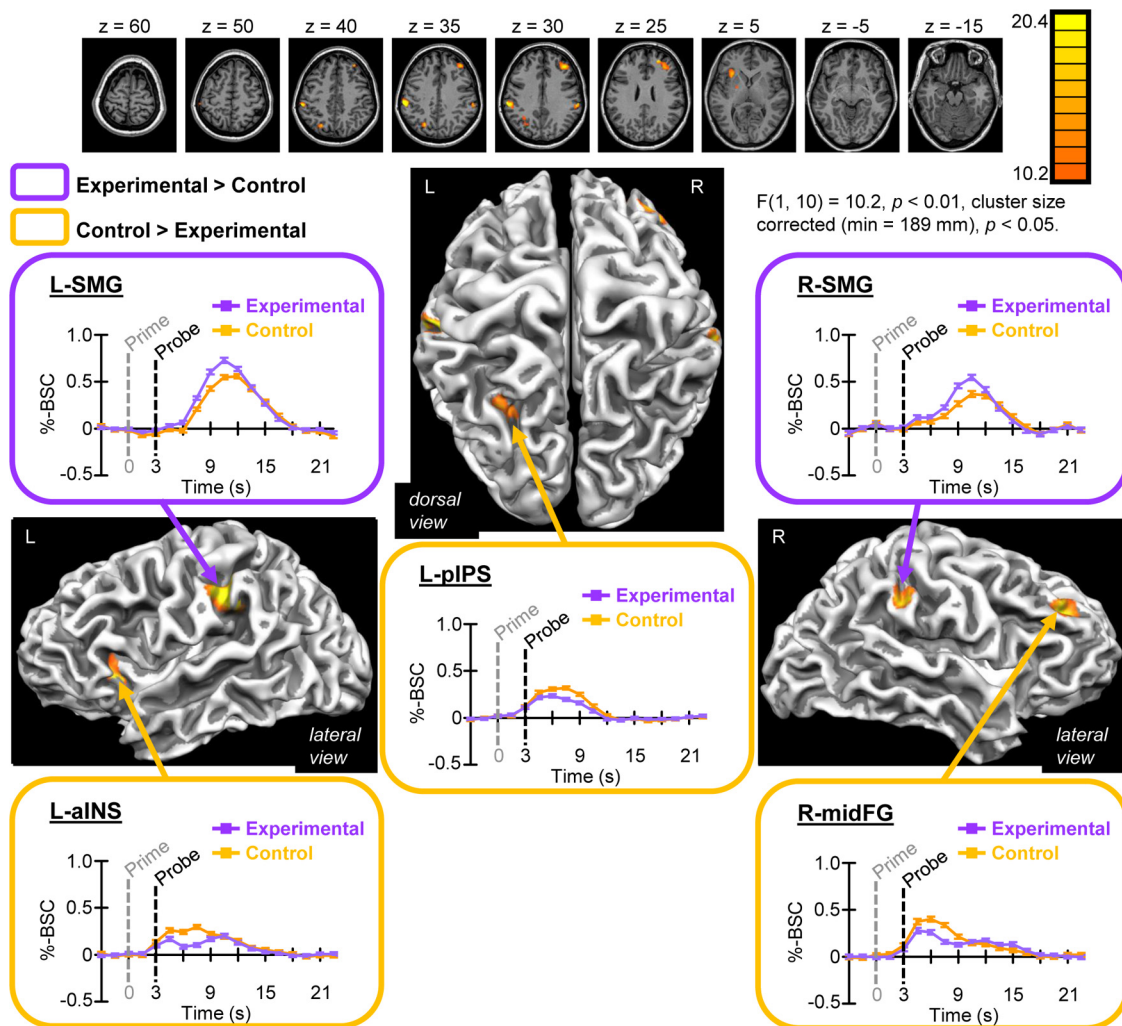 z = 60 z = 50 z = 40 z = 35 z = 30 z = 25 z = 5 z = -5 z = -15
20.4
10.2
Experimental > Control
Control > Experimental
F(1, 10) = 10.2, p < 0.01, cluster size
corrected (min = 189 mm), p < 0.05.
L R
dorsal
view
L-SMG
Experimental
Control
Prime
Probe
1.0
0.5
0
-0.5
%-BSC
0 3 9 15 21
Time (s)
R-SMG
Experimental
Control
Prime
Probe
1.0
0.5
0
-0.5
%-BSC
0 3 9 15 21
Time (s)
L
lateral
view
L-pIPS
Experimental
Control
Prime
Probe
1.0
0.5
0
-0.5
%-BSC
0 3 9 15 21
Time (s)
R
lateral
view
L-aINS
Experimental
Control
Prime
Probe
1.0
0.5
0
-0.5
%-BSC
0 3 9 15 21
Time (s)
R-midFG
Experimental
Control
Prime
Probe
1.0
0.5
0
-0.5
%-BSC
0 3 9 15 21
Time (s)